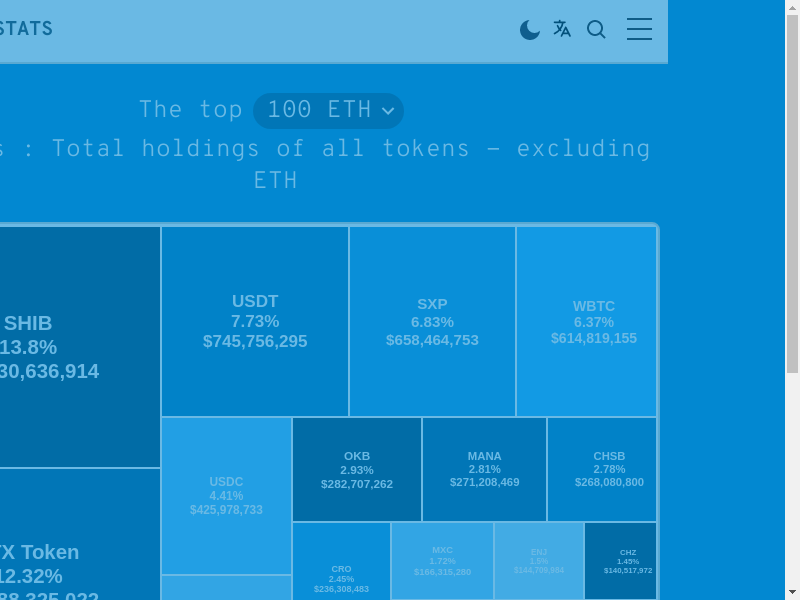 STATS
The top 100 ETH
s : Total holdings of all tokens – excluding
ETH
SHIB
13.8%
30,636,914
USDT
7.73%
$745,756,295
SXP
6.83%
$658,464,753
WBTC
6.37%
$614,819,155
USDC
4.41%
$425,978,733
OKB
2.93%
$282,707,262
MANA
2.81%
$271,208,469
CHSB
2.78%
$268,080,800
X Token
12.32%
88,325,022
CRO
2.45%
$236,308,483
MXC
1.72%
$166,319,280
ENJ
1.5%
CHZ
1.45%
$140,517,972